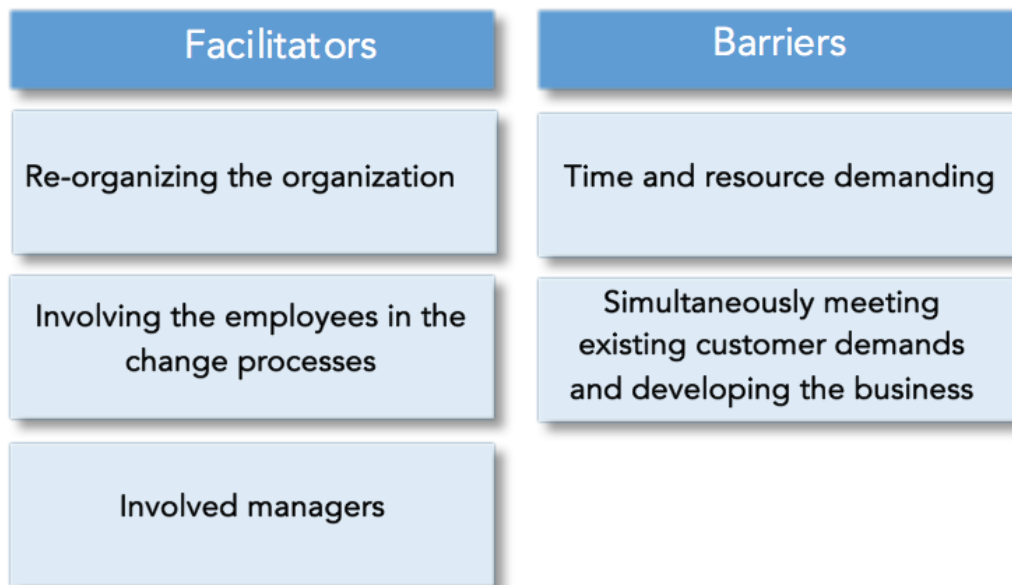 Facilitators
Re-organizing the organization
Involving the employees in the
change processes
Involved managers
Barriers
Time and resource demanding
Simultaneously meeting
existing customer demands
and developing the business